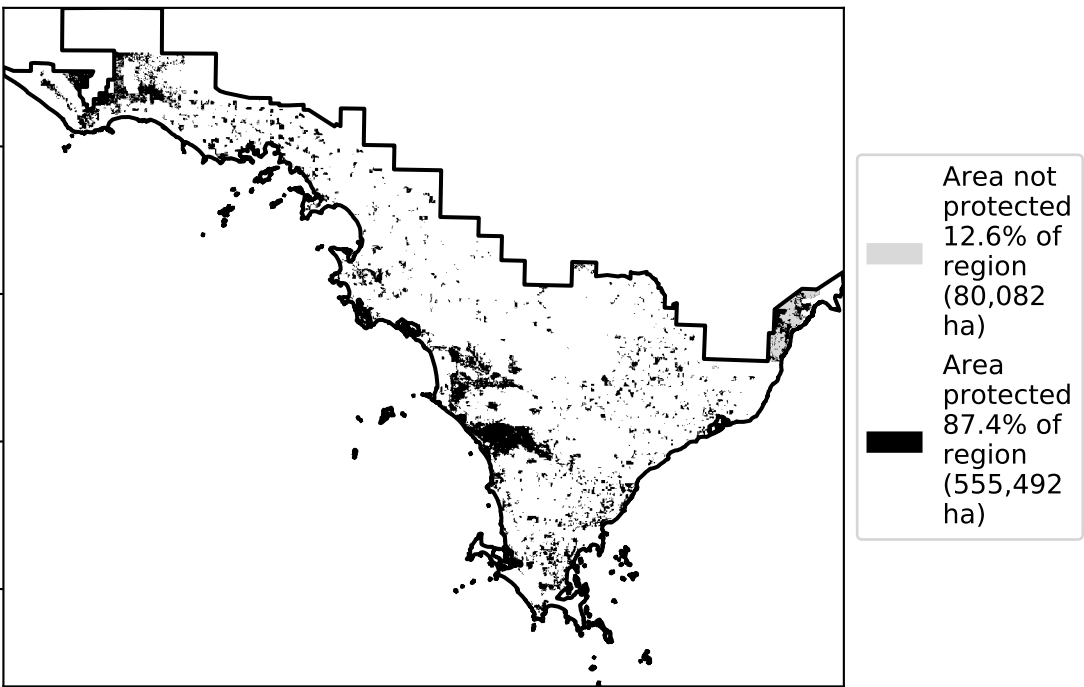 Area not
protected
12.6% of
region
(80,082
ha)
Area
protected
87.4% of
region
(555,492
ha)